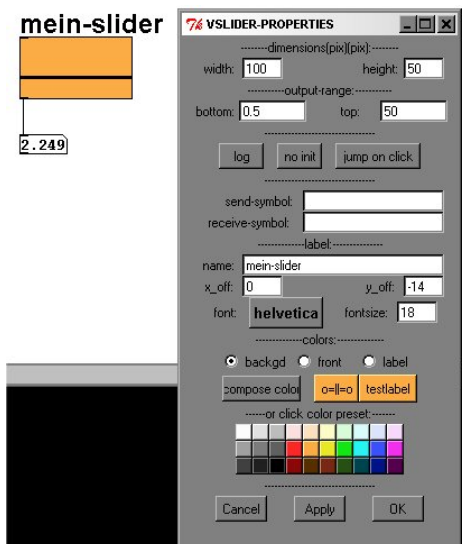 mein-slider
2.249
VSLIDER-PROPERTIES
--------dimensions(pix)(pix):--------
width: 100 height: 50
-----------output-range:-----------
bottom: 0.5 top: 50
log no init jump on click
send-symbol:
receive-symbol:
--------------label:---------------
name: mein-slider
x_off: 0 y_off: -14
font: helvetica fontsize: 18
--------------colors:--------------
backgd front label
compose color o=||=o testlabel
------or click color preset:-------
Cancel Apply OK